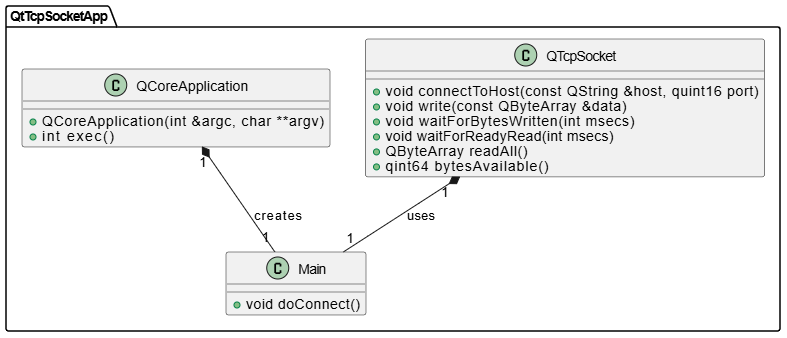 QtTcpSocketApp
C QCoreApplication
QCoreApplication(int &argc, char **argv)
int exec()
C QTcpSocket
void connectToHost(const QString &host, quint16 port)
void write(const QByteArray &data)
void waitForBytesWritten(int msecs)
void waitForReadyRead(int msecs)
QByteArray readAll()
qint64 bytesAvailable()
1
1
creates
uses
1
1
C Main
void doConnect()